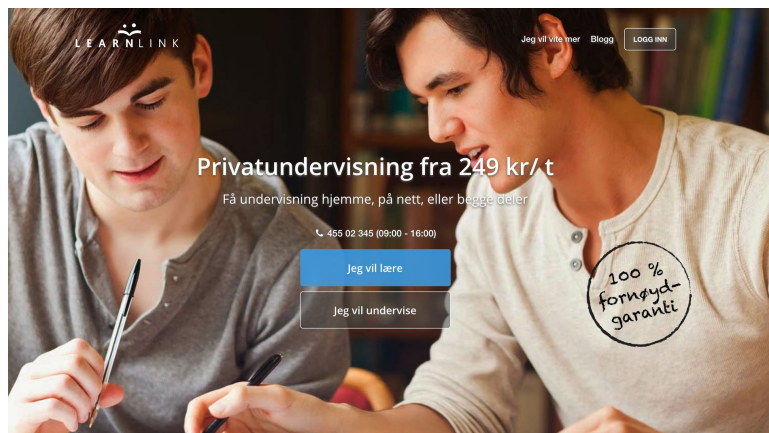 LEARNLINK
Jeg vil vite mer Blogg LOGG INN
Privatundervisning fra 249 kr/ t
Få undervisning hjemme, på nett, eller begge deler
455 02 345 (09:00 - 16:00)
Jeg vil lære
Jeg vil undervise
100 %
fornøyd-
garanti